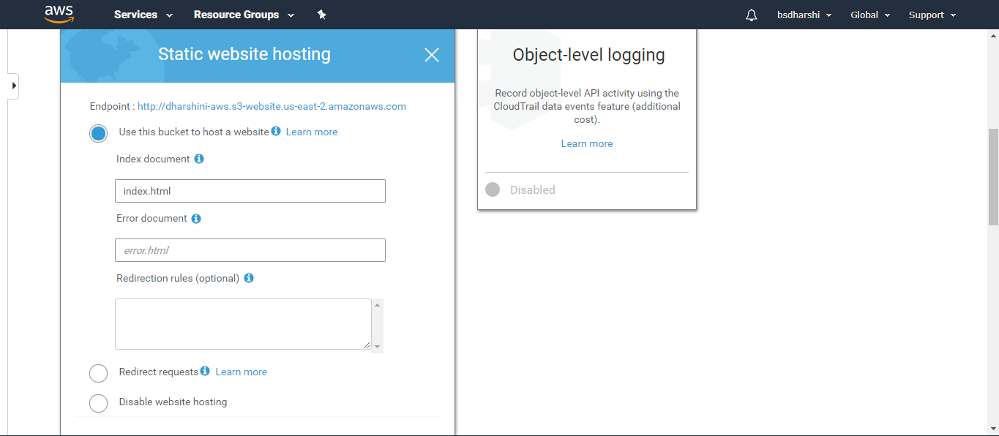 aws
Services
Resource Groups
bsdharshi
Global
Support
Static website hosting
Endpoint : http://dharshini-aws.s3-website.us-east-2.amazonaws.com
Use this bucket to host a website Learn more
Index document
index.html
Error document
error.html
Redirection rules (optional)
Redirect requests Learn more
Disable website hosting
Object-level logging
Record object-level API activity using the
CloudTrail data events feature (additional
cost).
Learn more
Disabled